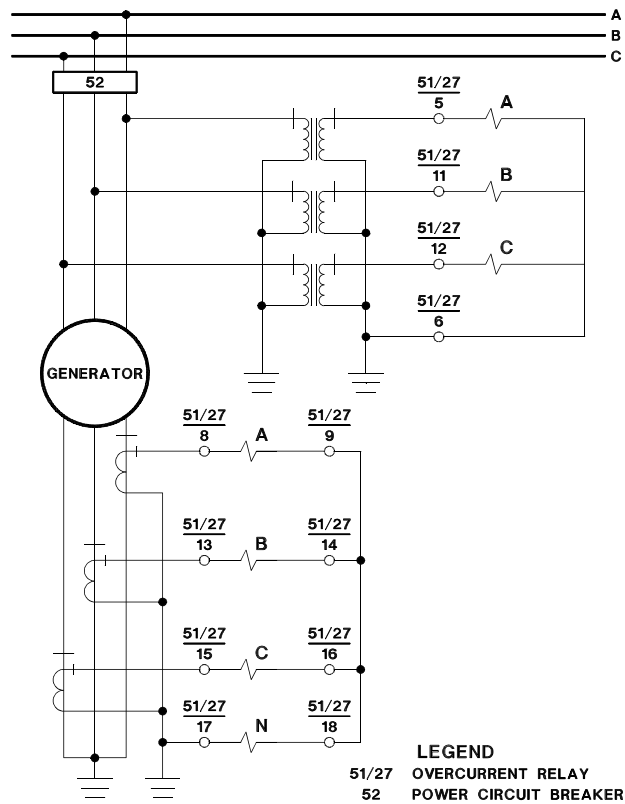 A
B
C
52
51/27
5
A
51/27
11
B
51/27
12
C
51/27
6
GENERATOR
51/27
8
A
51/27
9
51/27
13
B
51/27
14
51/27
15
C
51/27
16
51/27
17
N
51/27
18
LEGEND
51/27 OVERCURRENT RELAY
52 POWER CIRCUIT BREAKER